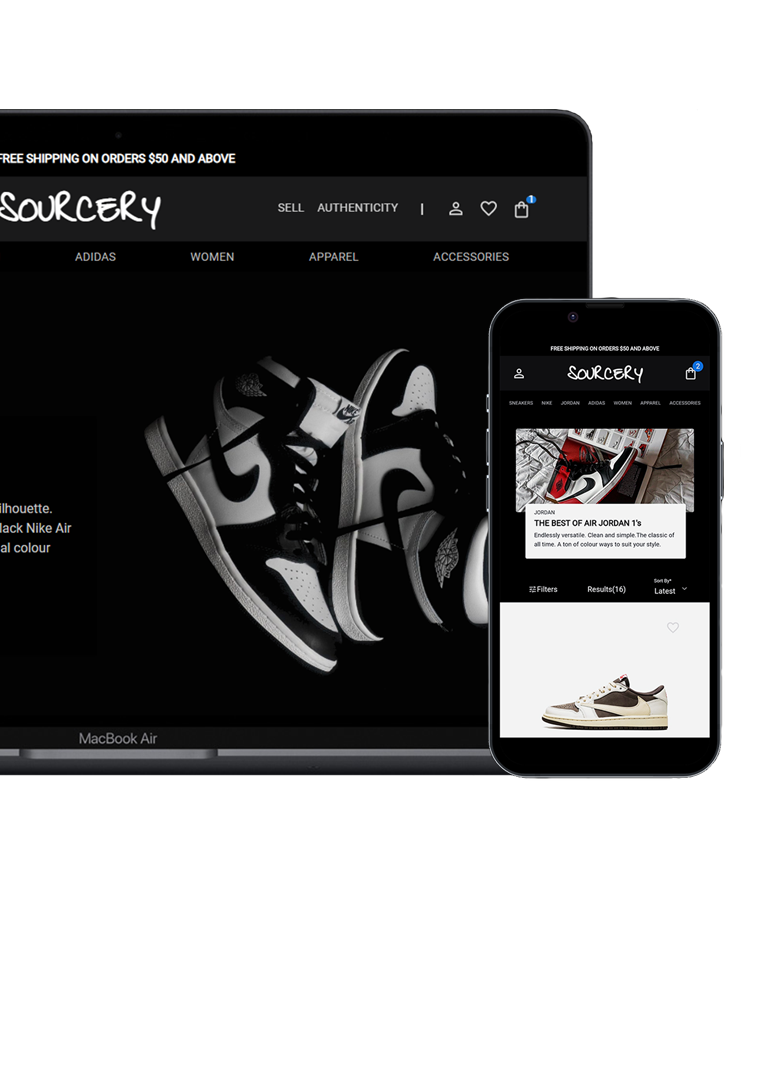 FREE SHIPPING ON ORDERS $50 AND ABOVE
SOURCERY
SELL AUTHENTICITY | 1
ADIDAS WOMEN APPAREL ACCESSORIES
ilhouette.
lack Nike Air
al colour
MacBook Air
FREE SHIPPING ON ORDERS $50 AND ABOVE
SOURCERY
2
SNEAKERS NIKE JORDAN ADIDAS WOMEN APPAREL ACCESSORIES
JORDAN
THE BEST OF AIR JORDAN 1's
Endlessly versatile. Clean and simple.The classic of
all time. A ton of colour ways to suit your style.
Filters Results(16) Sort By*
Latest